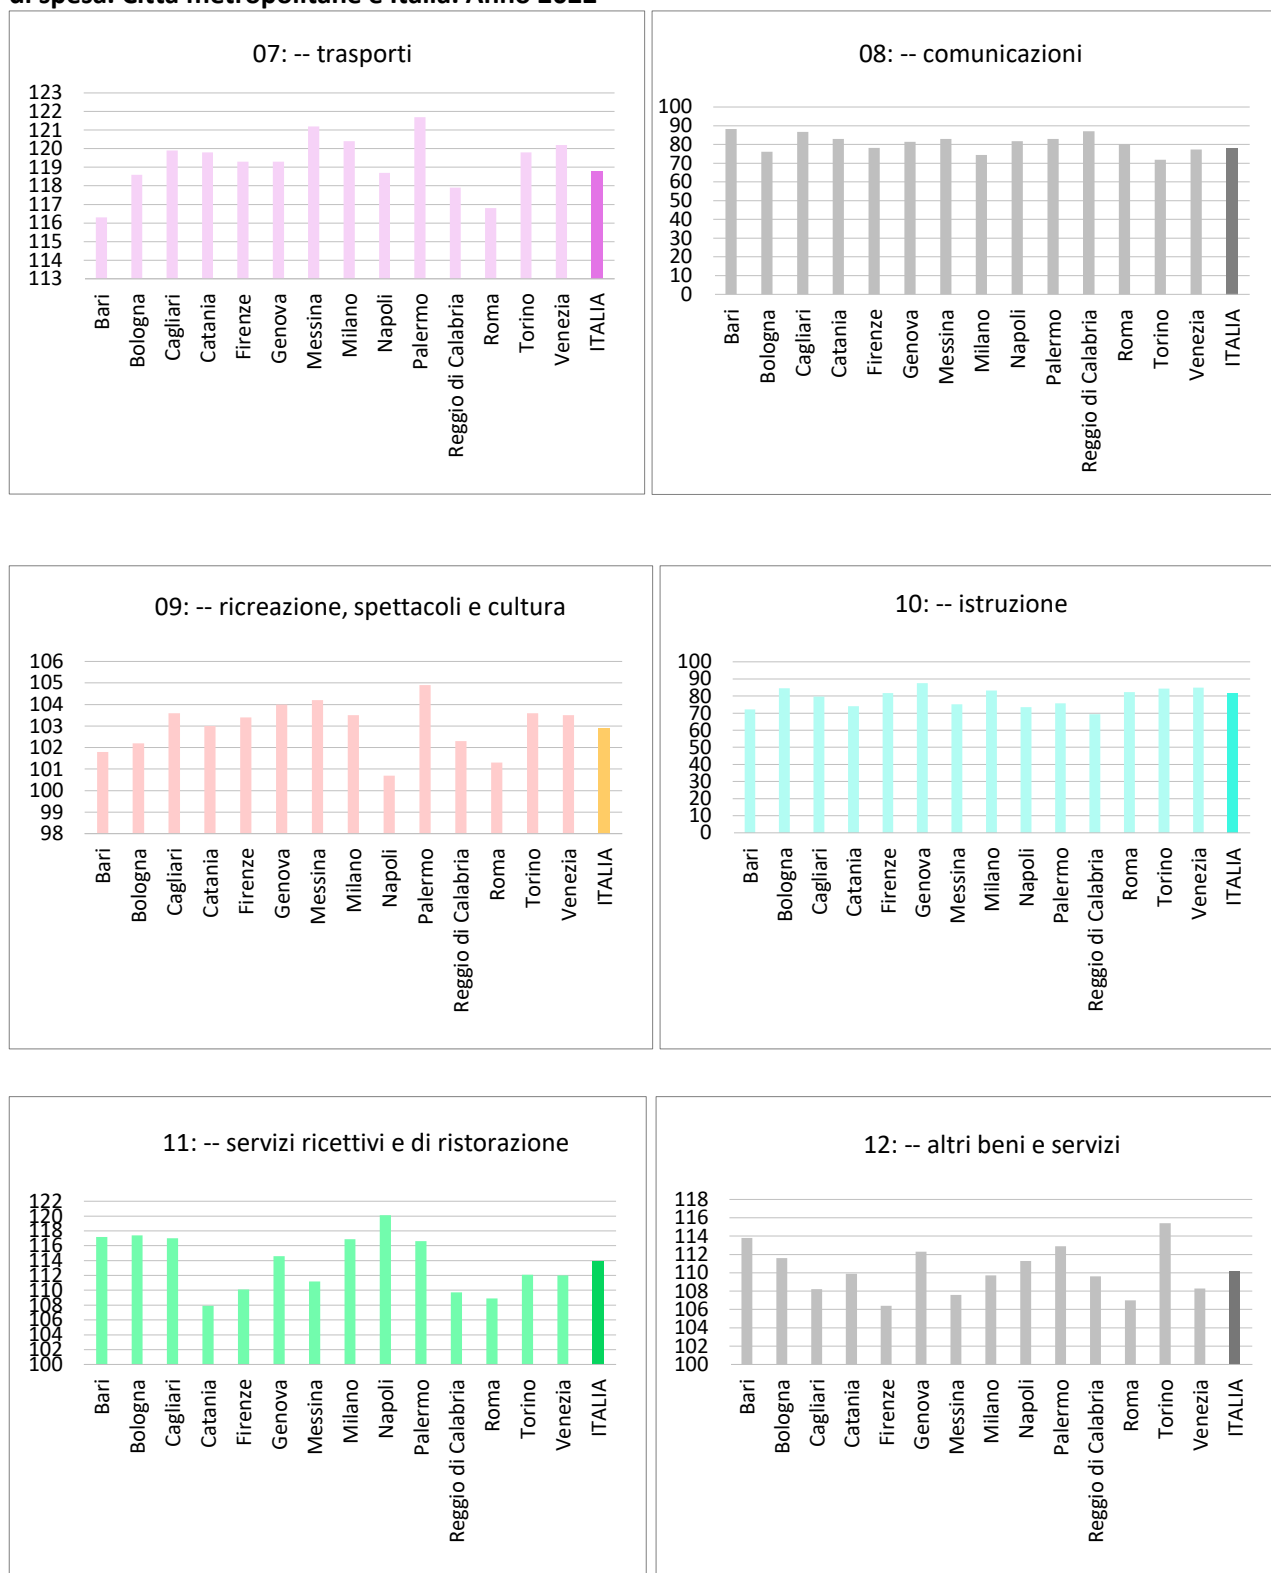 di spesa. Città metropolitane e Italia. Anno 2022
07: -- trasporti
123
122
121
120
119
118
117
116
115
114
113
Bari
Bologna
Cagliari
Catania
Firenze
Genova
Messina
Milano
Napoli
Palermo
Reggio di Calabria
Roma
Torino
Venezia
ITALIA
08: -- comunicazioni
100
90
80
70
60
50
40
30
20
10
0
Bari
Bologna
Cagliari
Catania
Firenze
Genova
Messina
Milano
Napoli
Palermo
Reggio di Calabria
Roma
Torino
Venezia
ITALIA
09: -- ricreazione, spettacoli e cultura
106
105
104
103
102
101
100
99
98
Bari
Bologna
Cagliari
Catania
Firenze
Genova
Messina
Milano
Napoli
Palermo
Reggio di Calabria
Roma
Torino
Venezia
ITALIA
10: -- istruzione
100
90
80
70
60
50
40
30
20
10
0
Bari
Bologna
Cagliari
Catania
Firenze
Genova
Messina
Milano
Napoli
Palermo
Reggio di Calabria
Roma
Torino
Venezia
ITALIA
11: -- servizi ricettivi e di ristorazione
122
120
118
116
114
112
110
108
106
104
102
100
Bari
Bologna
Cagliari
Catania
Firenze
Genova
Messina
Milano
Napoli
Palermo
Reggio di Calabria
Roma
Torino
Venezia
ITALIA
12: -- altri beni e servizi
118
116
114
112
110
108
106
104
102
100
Bari
Bologna
Cagliari
Catania
Firenze
Genova
Messina
Milano
Napoli
Palermo
Reggio di Calabria
Roma
Torino
Venezia
ITALIA